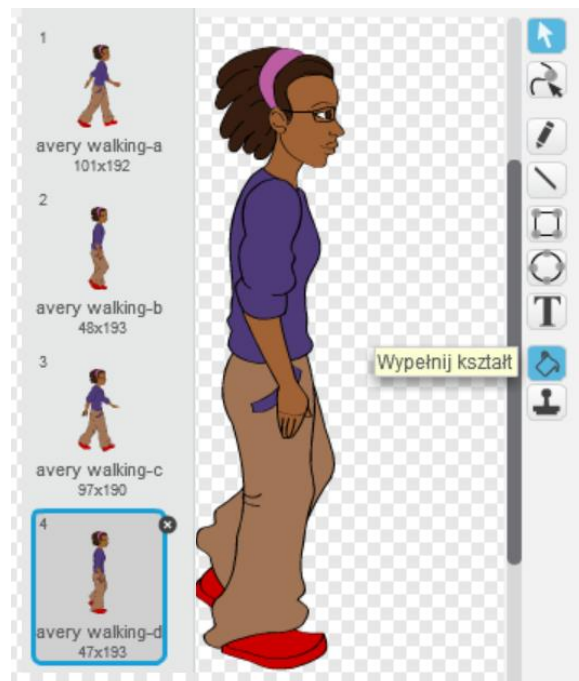 1
avery walking-a
101x192
2
avery walking-b
48x193
3
avery walking-c
97x190
4
avery walking-d
47x193
Wypełnij kształt
T